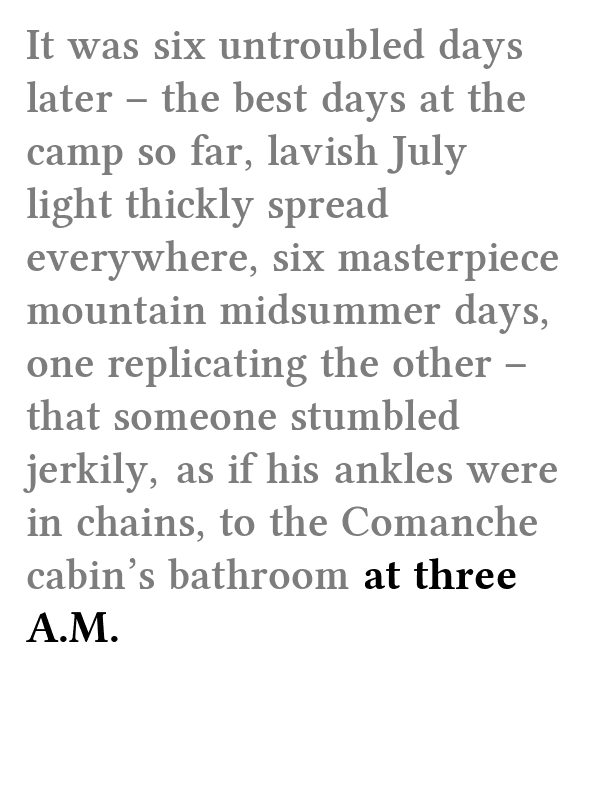 It was six untroubled days
later – the best days at the
camp so far, lavish July
light thickly spread
everywhere, six masterpiece
mountain midsummer days,
one replicating the other –
that someone stumbled
jerkily, as if his ankles were
in chains, to the Comanche
cabin’s bathroom at three
A.M.